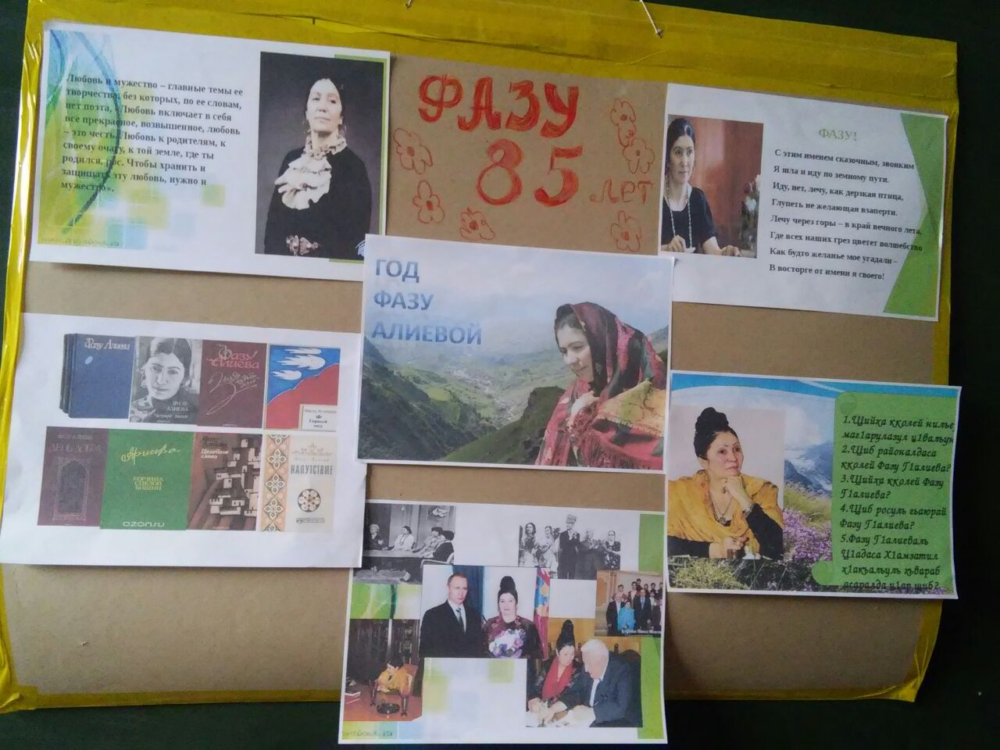 Любовь и мужество – главные темы ее
творчества, без которых, по ее словам,
нет поэта. «Любовь включает в себя
все прекрасное, возвышенное, любовь
– это честь. Любовь к родителям, к
своему очагу, к той земле, где ты
родился, рос. Чтобы хранить и
защищать эту любовь, нужно и
мужество».
ФАЗУ
85
ЛЕТ
ФАЗУ!
С этим именем сказочным, звонким
Я шла и иду по земному пути.
Иду, нет, лечу, как дерзкая птица,
Глупеть не желающая взаперти.
Лечу через горы – в край вечного лета,
Где всех наших грез цветет волшебство
Как будто желанье мое угадали –
В восторге от имени я своего!
ГОД
ФАЗУ
АЛИЕВОЙ
Фазу Алиева
ФАЗУ
АЛИЕВА
Фазу
Алиева
Фазу Алиева
Горький
мед
ФАЗУ АЛИЕВА
ДЕНЬ ДОБРА
КОРЗИНА
СПЕЛОЙ
ВИШНИ
ozon.ru
Фазу
Алиева
Целебное
слово
НАПУТСТВИЕ
1.Щийха кколей нилъе
маг1арулазул ц1валъун
2.Щиб районалдаса
кколей Фазу Г1алиева?
3.Щийха кколей Фазу
Г1алиева?
4.Щиб росулъ гьаюрай
Фазу Г1алиева?
5.Фазу Г1алиевалъ
Ц1адаса Х1амзатил
х1акъалъулъ хъвараб
асаралда ц1ар щиб?